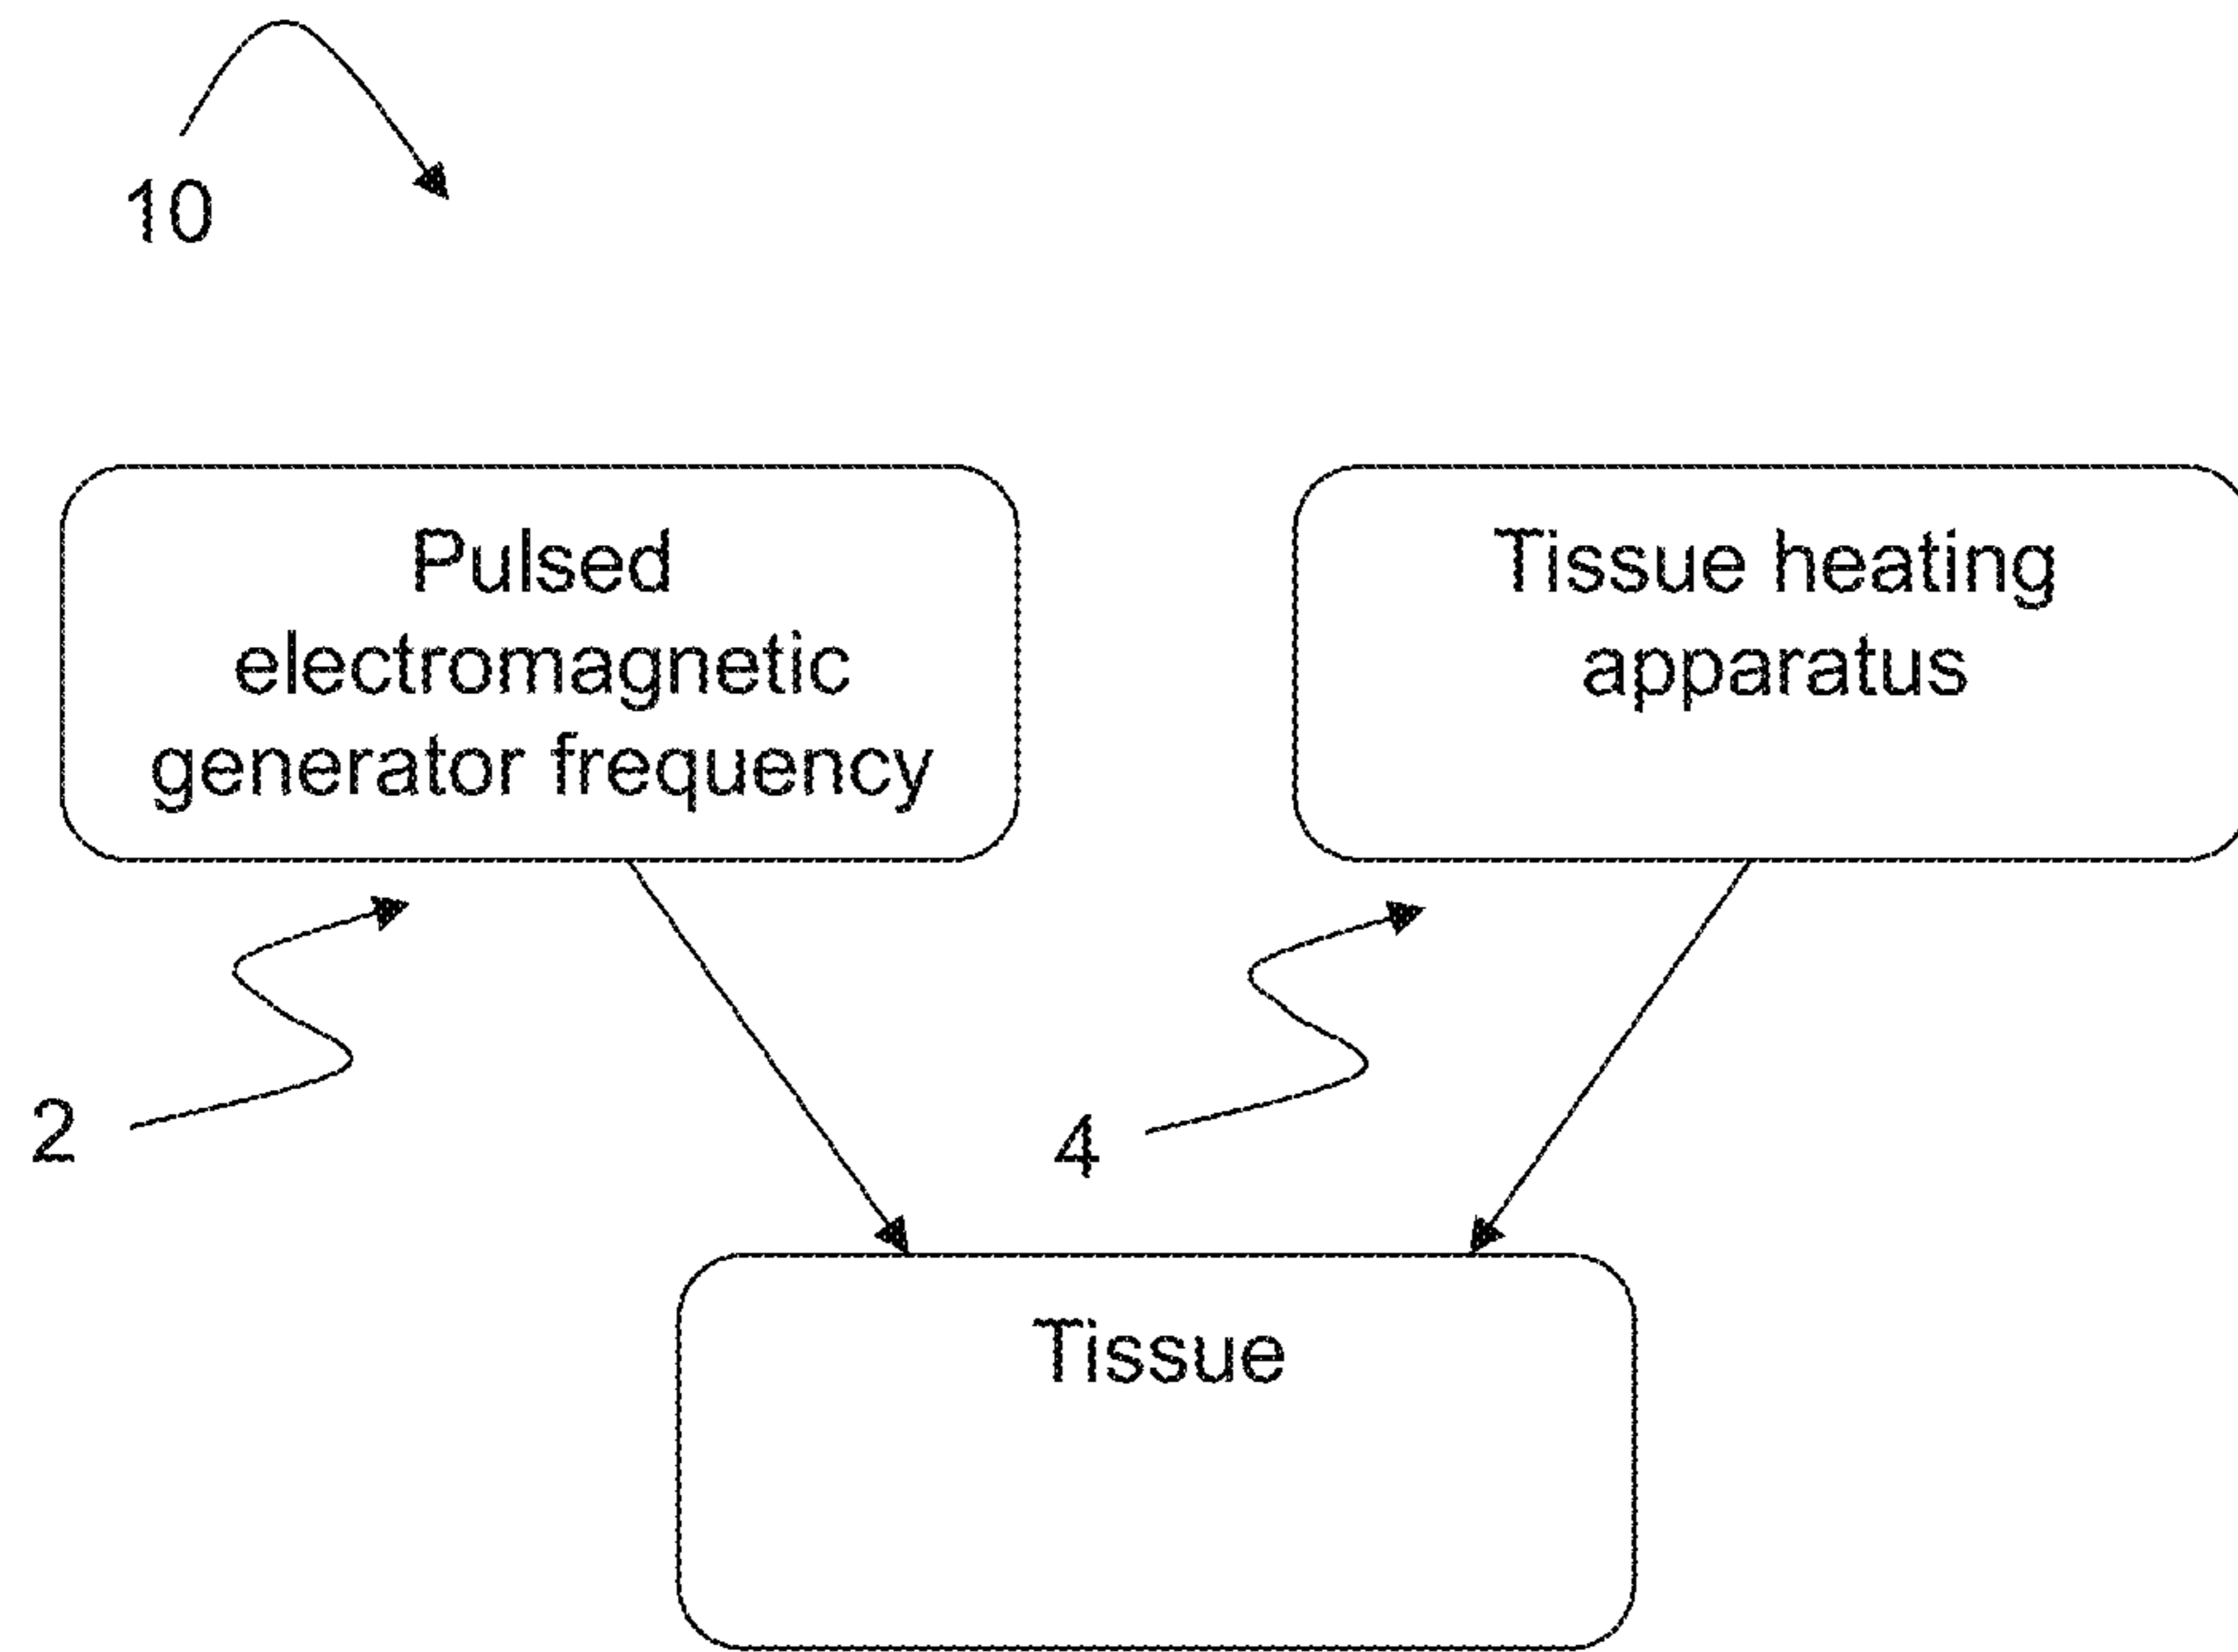 10
Pulsed
electromagnetic
generator frequency
Tissue heating
apparatus
2
4
Tissue